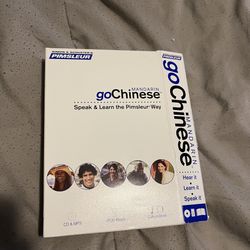 PIMSLEUR
MANDARIN
goChinese
Speak & Learn the Pimsleur Way
CD & MP3
PIMSLEUR
goChinese
MANDARIN
Hear it
Learn it
Speak it